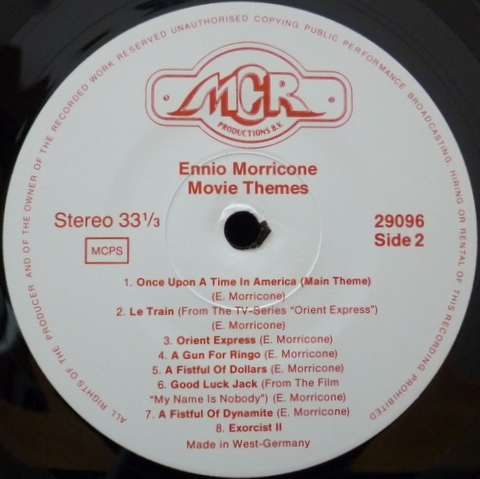 ALL RIGHTS OF THE PRODUCER AND OF THE OWNER OF THE RECORDED WORK RESERVED UNAUTHORISED COPYING PUBLIC PERFORMANCE BROADCASTING, HIRING OR RENTAL OF THIS RECORDING PROHIBITED
MCR
PRODUCTIONS B.V.
Ennio Morricone
Movie Themes
Stereo 33⅓
29096
MCPS
Side 2
1. Once Upon A Time In America (Main Theme)
(E. Morricone)
2. Le Train (From The TV-Series "Orient Express")
(E. Morricone)
3. Orient Express (E. Morricone)
4. A Gun For Ringo (E. Morricone)
5. A Fistful Of Dollars (E. Morricone)
6. Good Luck Jack (From The Film
"My Name Is Nobody") (E. Morricone)
7. A Fistful Of Dynamite (E. Morricone)
8. Exorcist II
Made in West-Germany